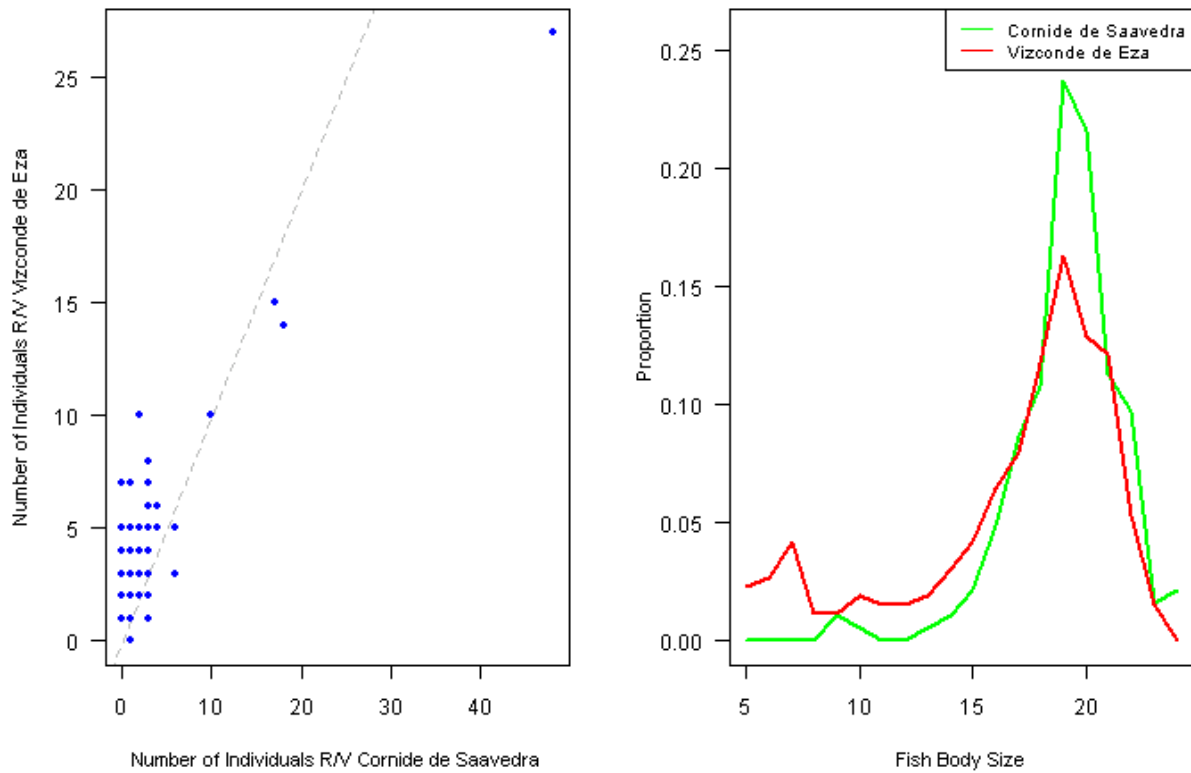 Number of Individuals R/V Vizconde de Eza
25
20
15
10
5
0
0 10 20 30 40
Number of Individuals R/V Cornide de Saavedra
Cornide de Saavedra
Vizconde de Eza
Proportion
0.25
0.20
0.15
0.10
0.05
0.00
5 10 15 20
Fish Body Size